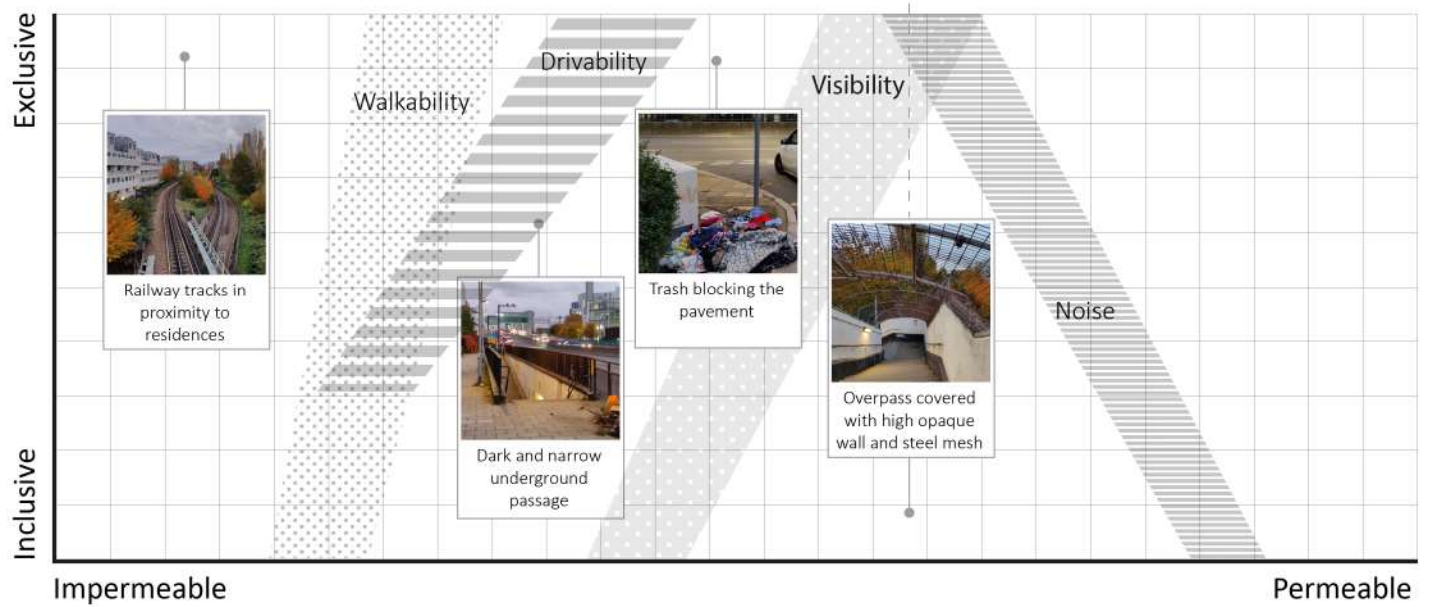 Exclusive
Inclusive
Walkability
Drivability
Visibility
Noise
Railway tracks in
proximity to
residences
Dark and narrow
underground
passage
Trash blocking the
pavement
Overpass covered
with high opaque
wall and steel mesh
Impermeable
Permeable